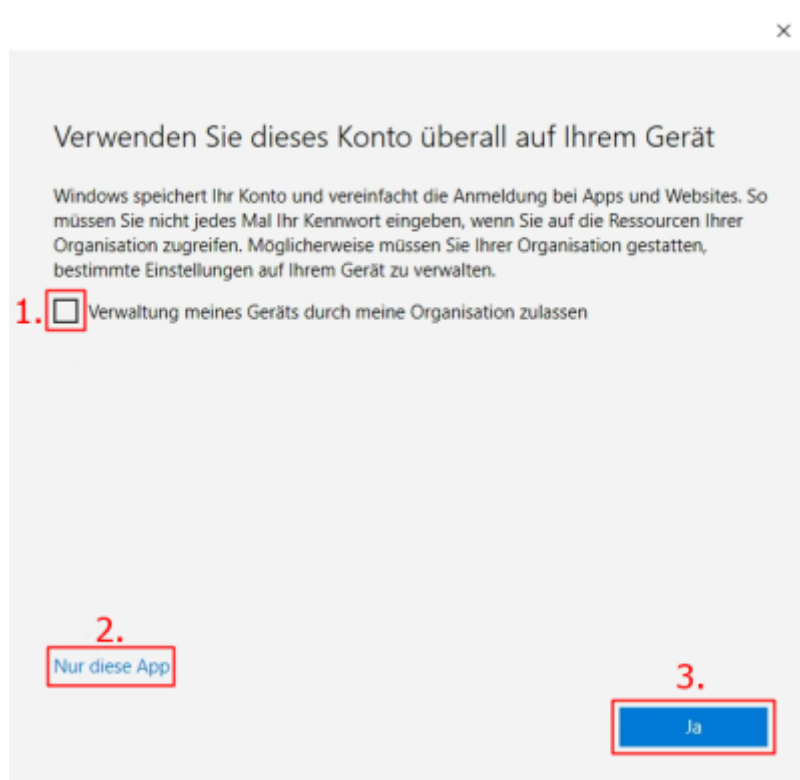 Verwenden Sie dieses Konto überall auf Ihrem Gerät
Windows speichert Ihr Konto und vereinfacht die Anmeldung bei Apps und Websites. So
müssen Sie nicht jedes Mal Ihr Kennwort eingeben, wenn Sie auf die Ressourcen Ihrer
Organisation zugreifen. Möglicherweise müssen Sie Ihrer Organisation gestatten,
bestimmte Einstellungen auf Ihrem Gerät zu verwalten.
1. Verwaltung meines Geräts durch meine Organisation zulassen
2.
Nur diese App
3.
Ja